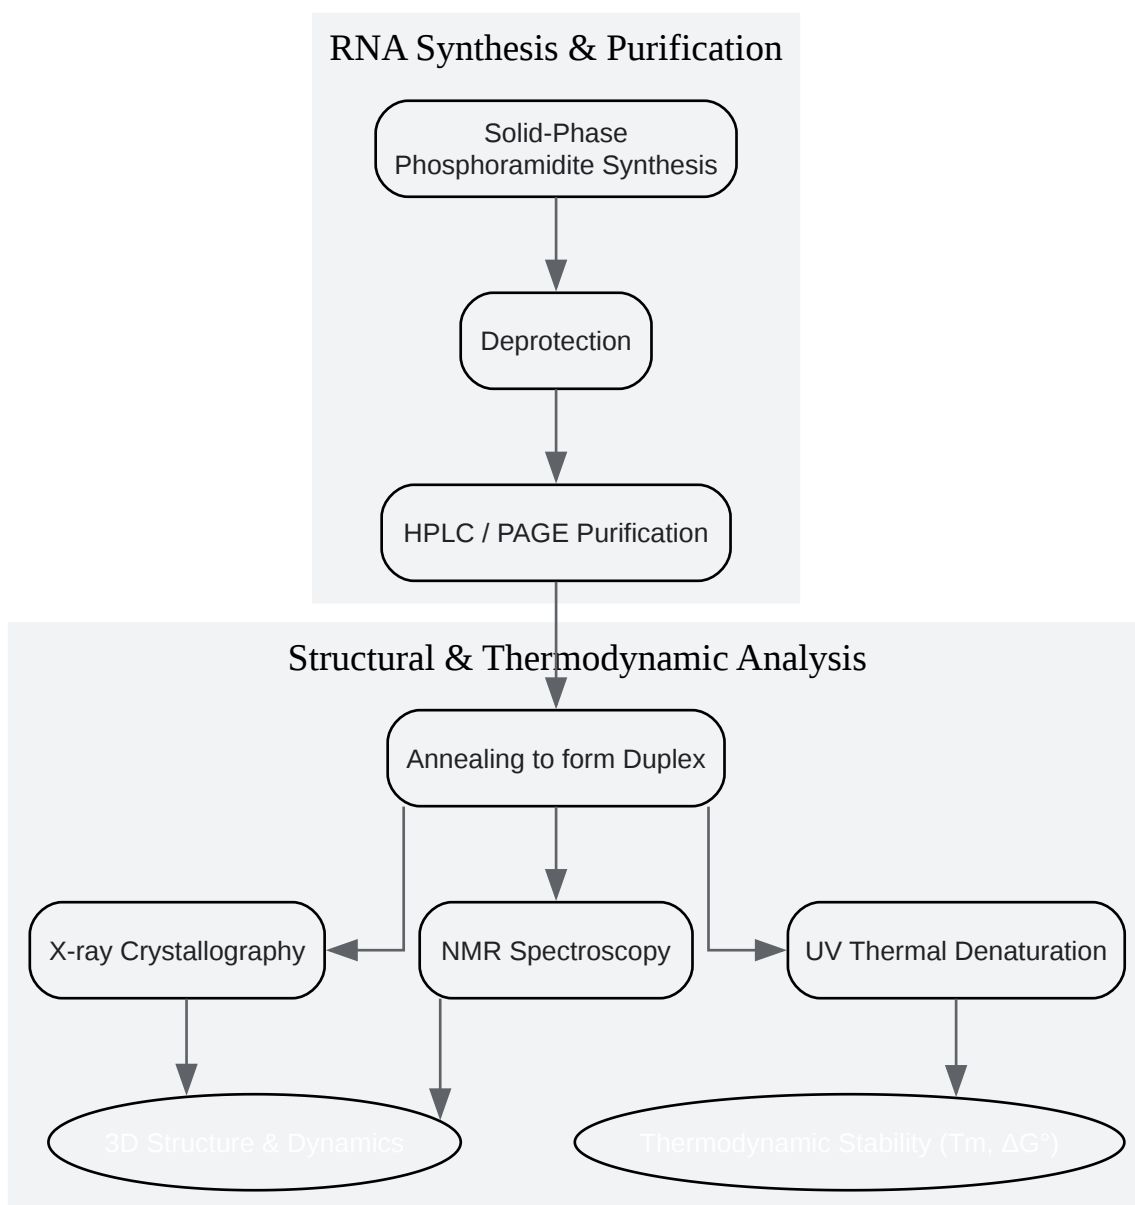 RNA Synthesis & Purification
Solid-Phase
Phosphoramidite Synthesis
Deprotection
HPLC / PAGE Purification
Structural & Thermodynamic Analysis
Annealing to form Duplex
X-ray Crystallography
NMR Spectroscopy
UV Thermal Denaturation
3D Structure & Dynamics
Thermodynamic Stability (Tm, ΔG°)